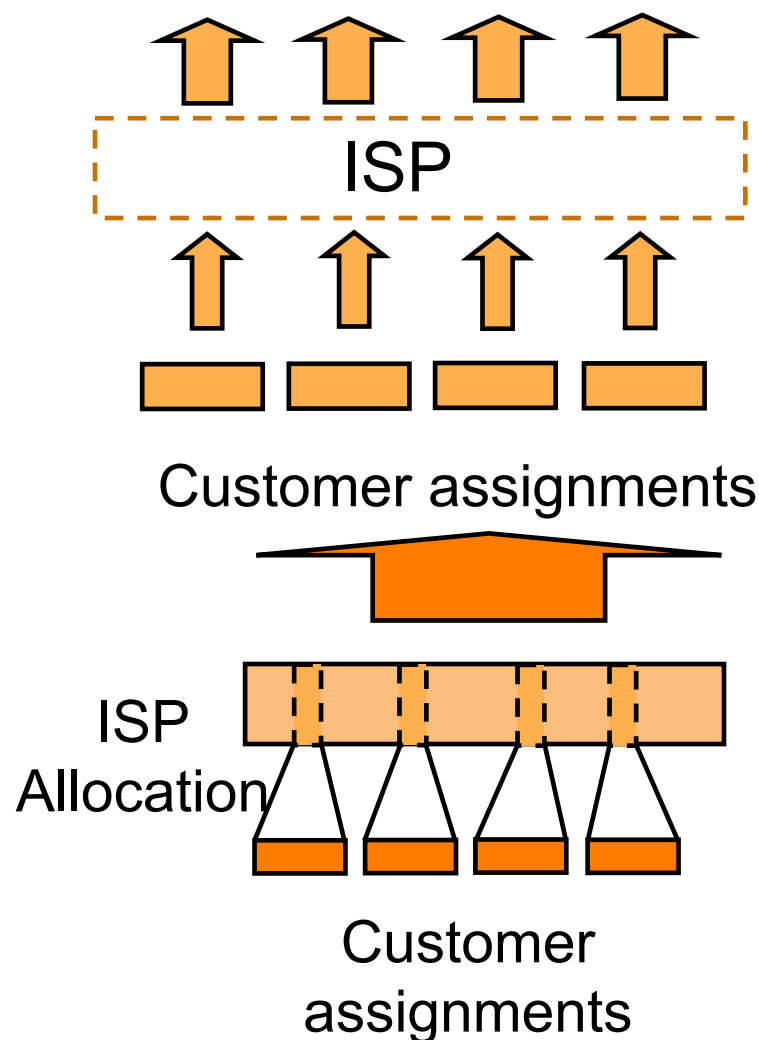 ISP
Customer assignments
ISP
Allocation
Customer
assignments